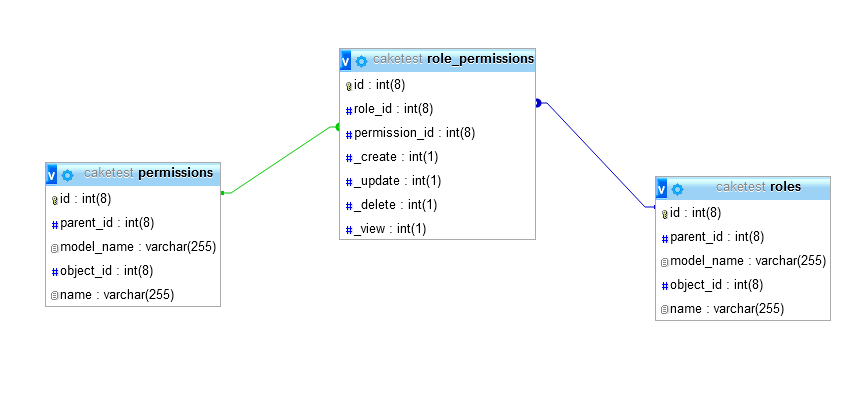 v caketest role_permissions
id : int(8)
#role_id : int(8)
#permission_id : int(8)
#_create : int(1)
#_update : int(1)
#_delete : int(1)
#_view : int(1)
v caketest permissions
id : int(8)
#parent_id : int(8)
model_name : varchar(255)
#object_id : int(8)
name : varchar(255)
v caketest roles
id : int(8)
#parent_id : int(8)
model_name : varchar(255)
#object_id : int(8)
name : varchar(255)